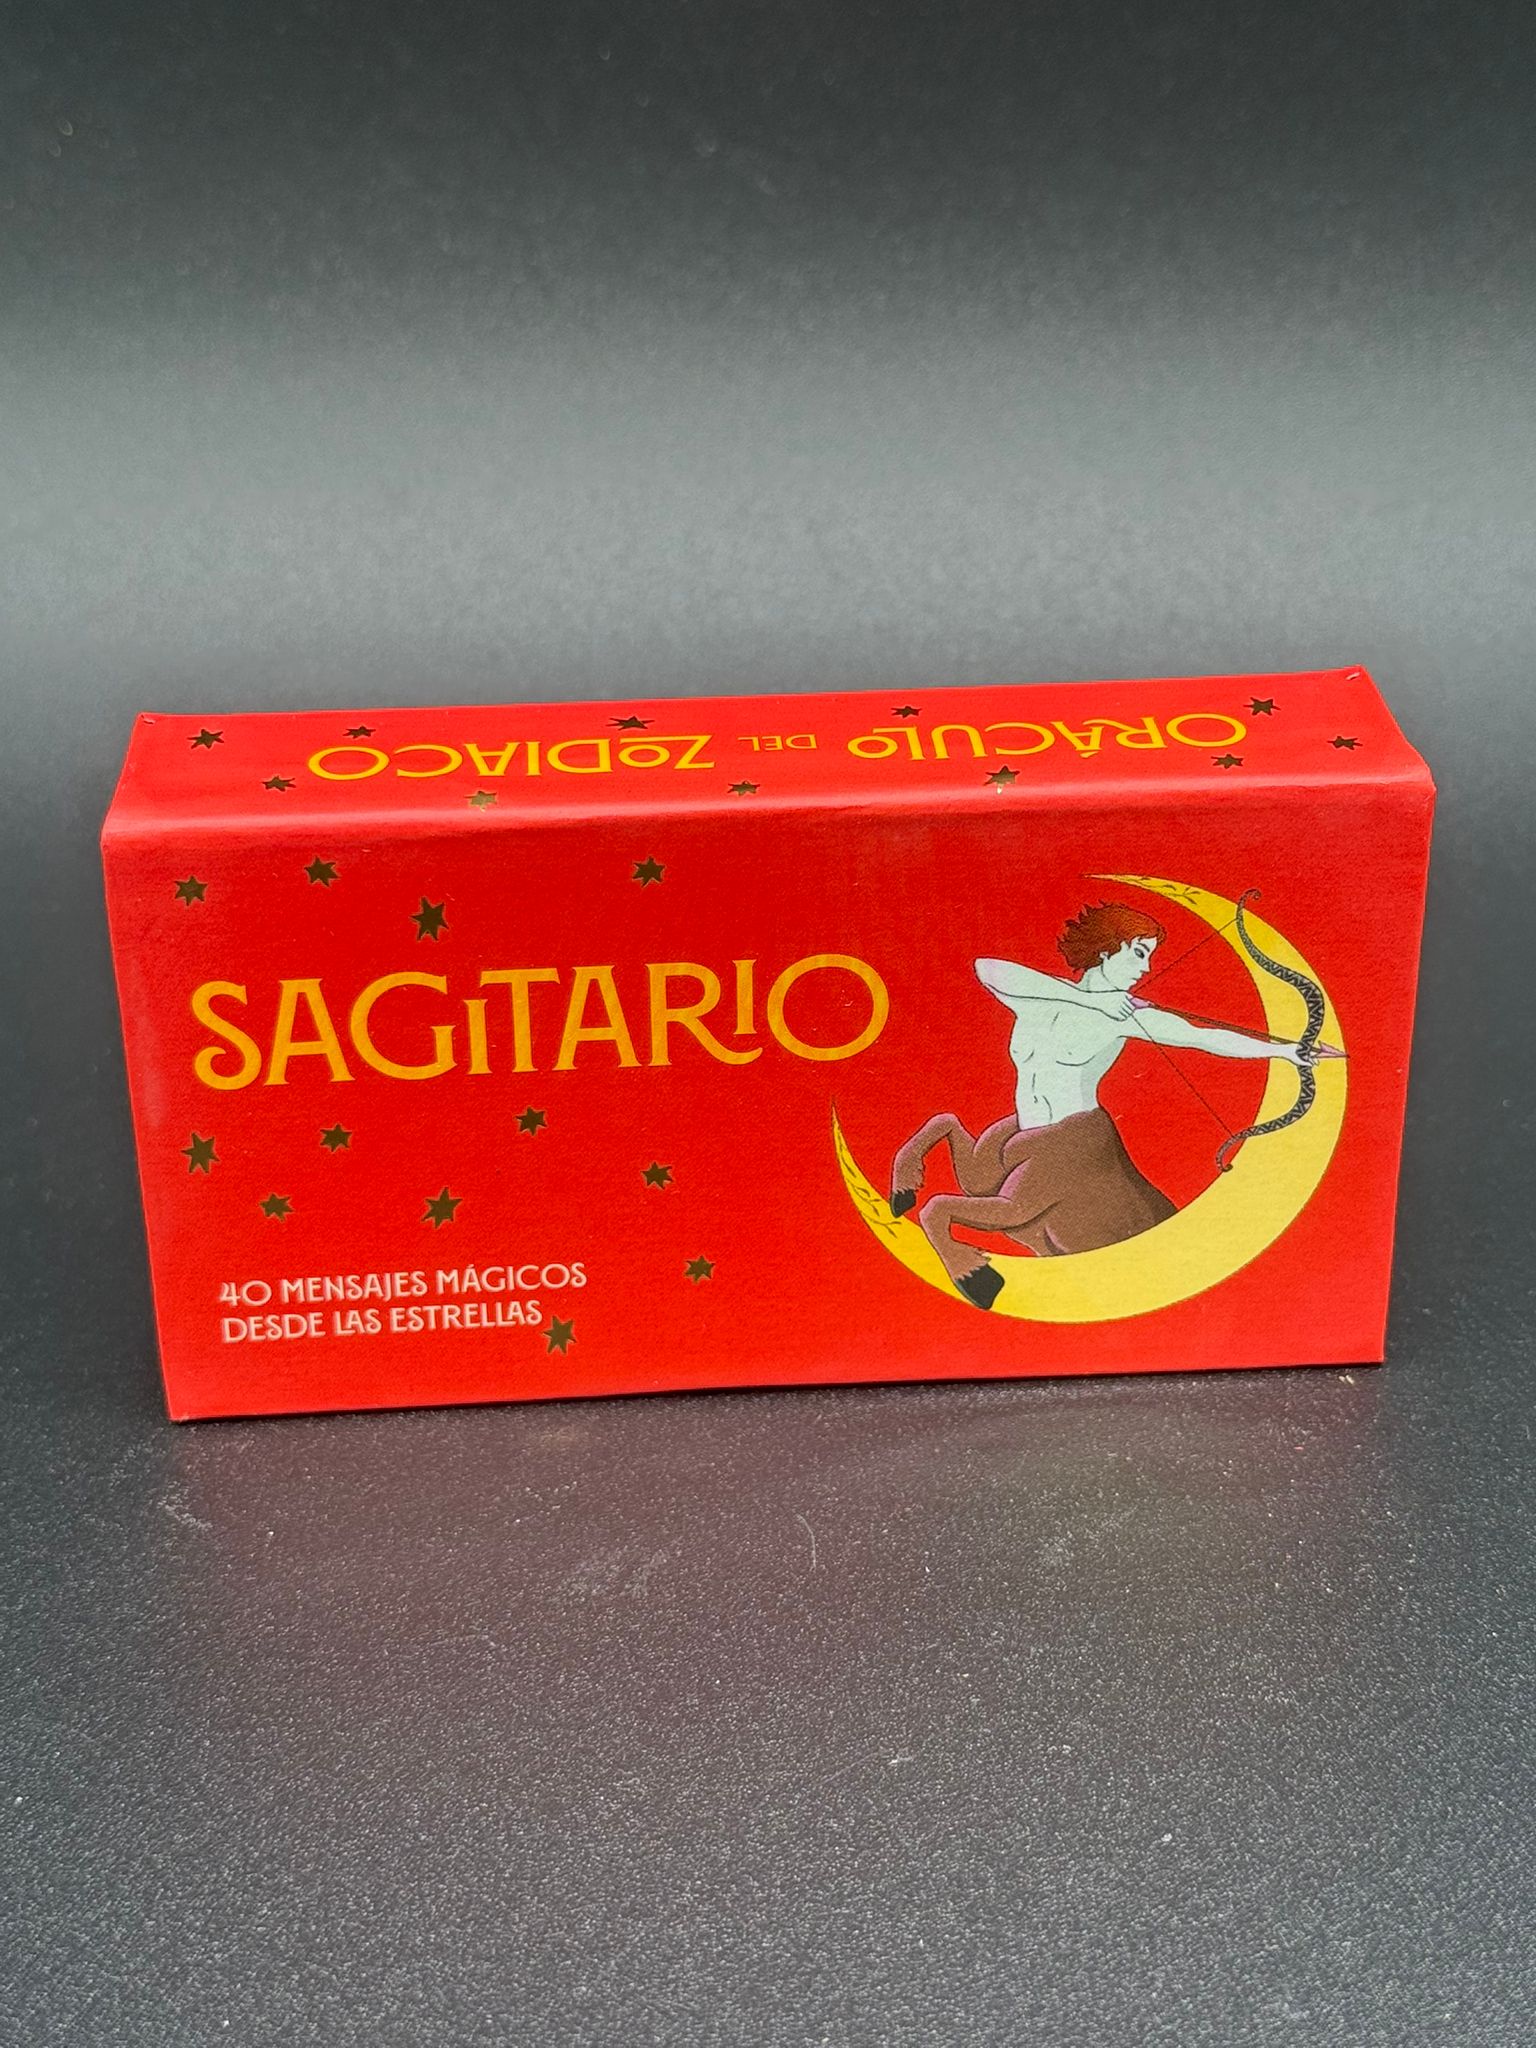 ORÁCULO DEL ZODIACO
SAGITARIO
40 MENSAJES MÁGICOS
DESDE LAS ESTRELLAS